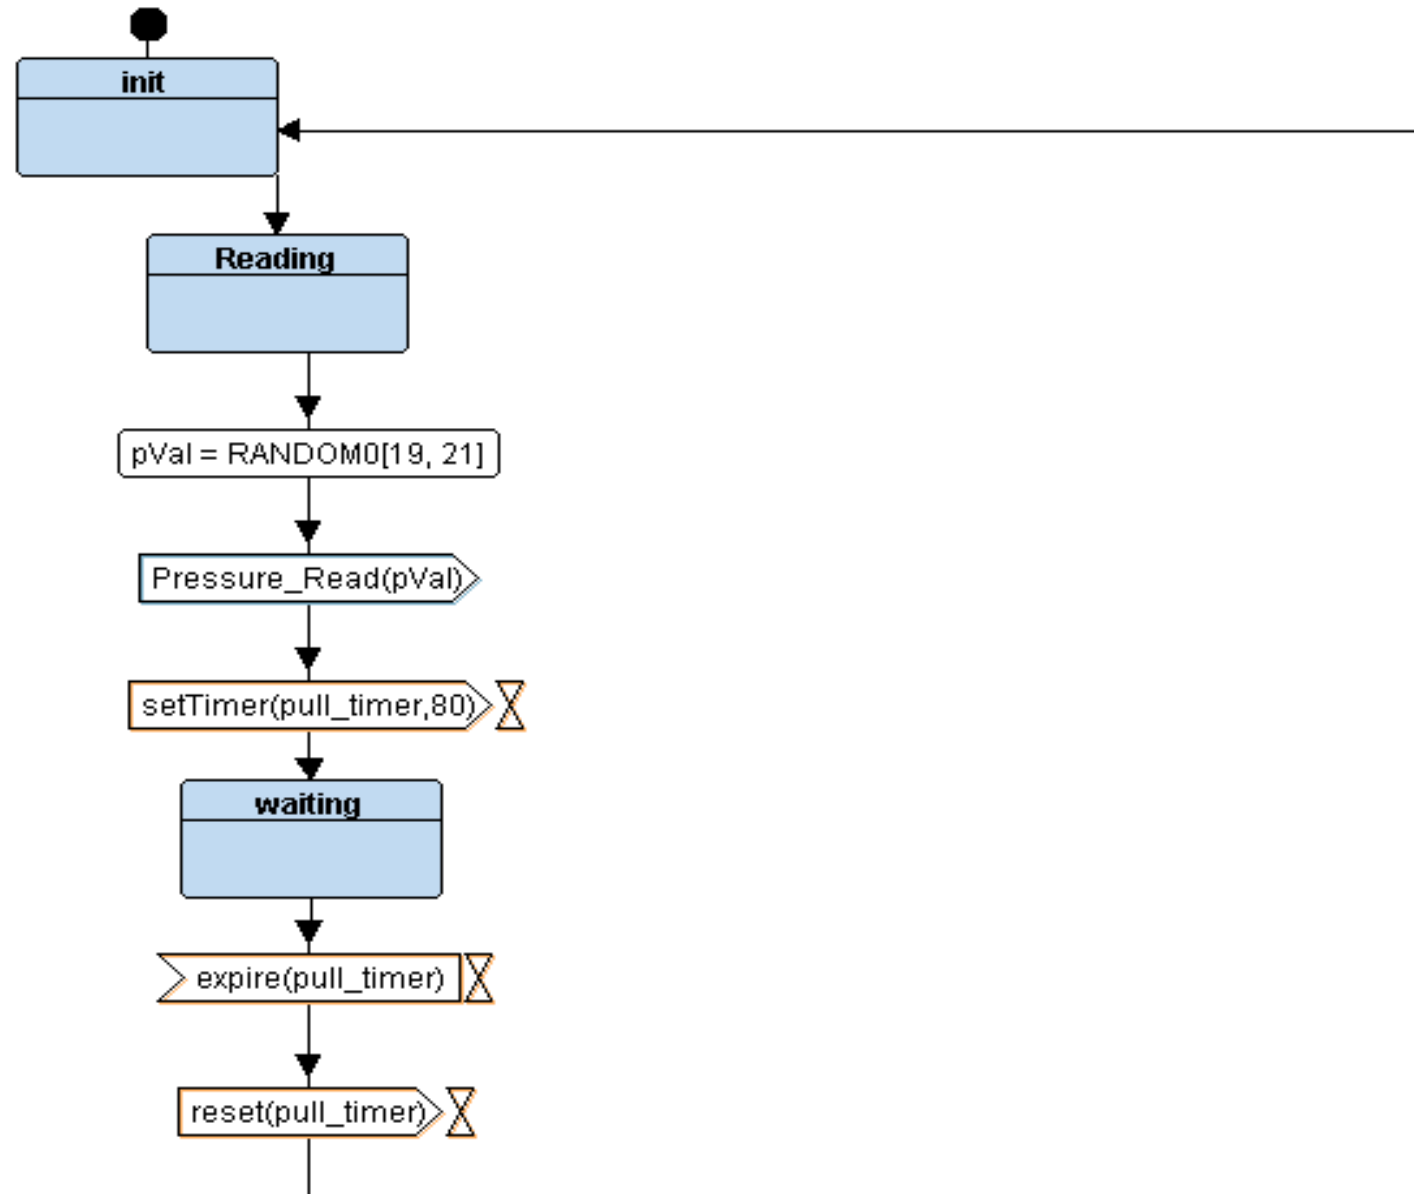 init
Reading
pVal = RANDOM0[19, 21]
Pressure_Read(pVal)
setTimer(pull_timer,80)
waiting
expire(pull_timer)
reset(pull_timer)